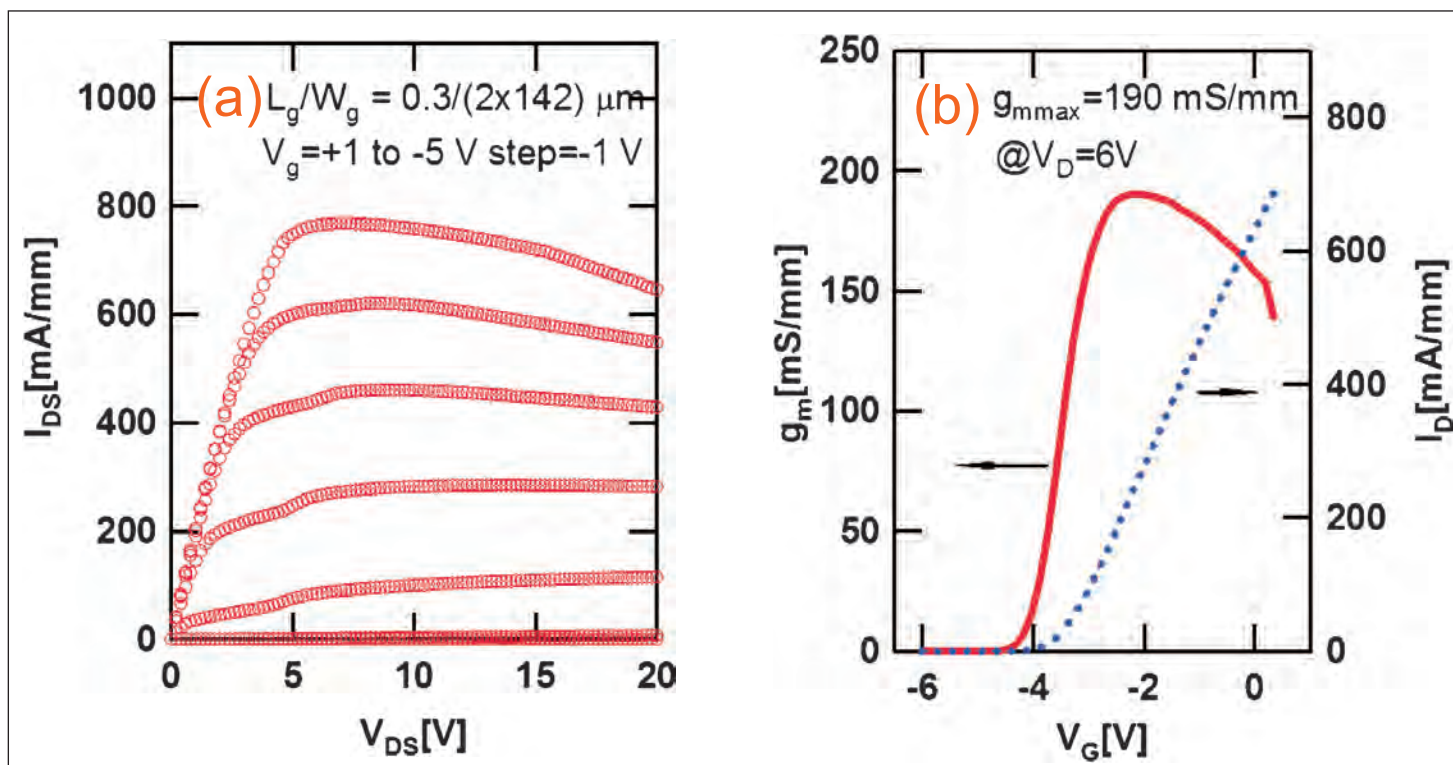 (a)
L_g/W_g = 0.3/(2x142) μm
V_g=+1 to -5 V step=-1 V
1000
800
600
400
200
0
I_DS[mA/mm]
0 5 10 15 20
V_DS[V]
(b)
g_mmax=190 mS/mm
@V_D=6V
250
200
150
100
50
0
g_m[mS/mm]
800
600
400
200
0
I_D[mA/mm]
-6 -4 -2 0
V_G[V]